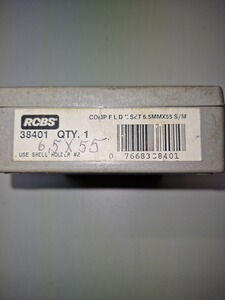 RCBS
COMP F L D SET 6.5MMX55 S/M
38401 QTY. 1
6.5 X 55
USE SHELL HOLDER #2
0 76683 38401